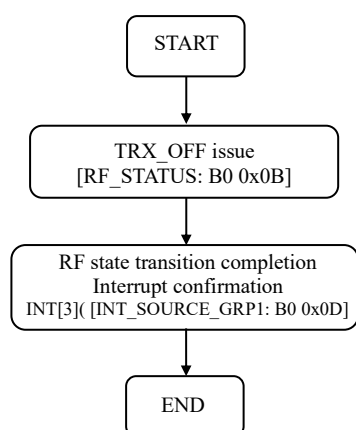 START
TRX_OFF issue
[RF_STATUS: B0 0x0B]
RF state transition completion
Interrupt confirmation
INT[3]( [INT_SOURCE_GRP1: B0 0x0D]
END